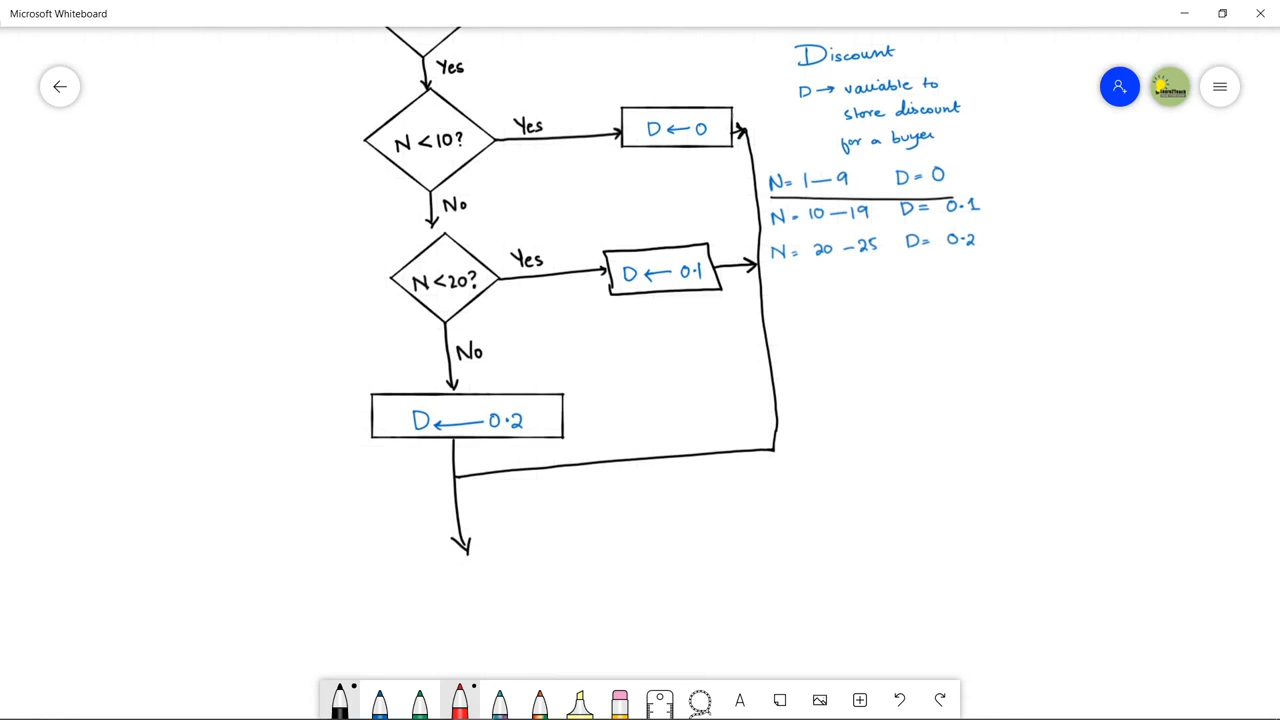 Microsoft Whiteboard
Yes
N < 10?
Yes
D ← 0
No
N < 20?
Yes
D ← 0.1
No
D ← 0.2
Discount
D → variable to
store discount
for a buyer
N = 1 — 9 D = 0
N = 10 — 19 D = 0.1
N = 20 — 25 D = 0.2
A